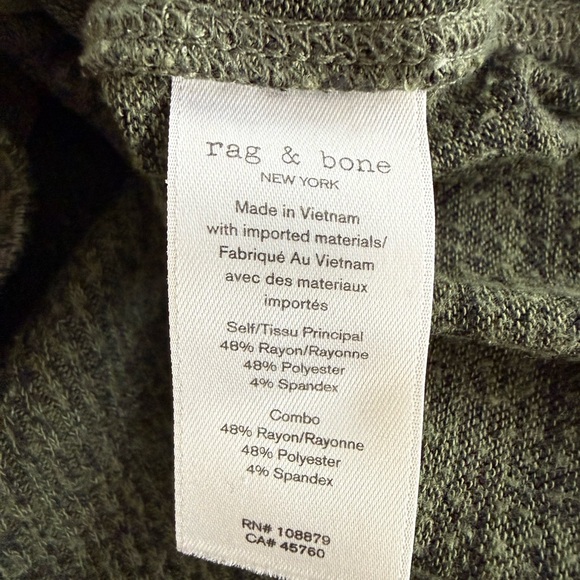 rag & bone
NEW YORK
Made in Vietnam
with imported materials/
Fabriqué Au Vietnam
avec des materiaux
importés
Self/Tissu Principal
48% Rayon/Rayonne
48% Polyester
4% Spandex
Combo
48% Rayon/Rayonne
48% Polyester
4% Spandex
RN# 108879
CA# 45760